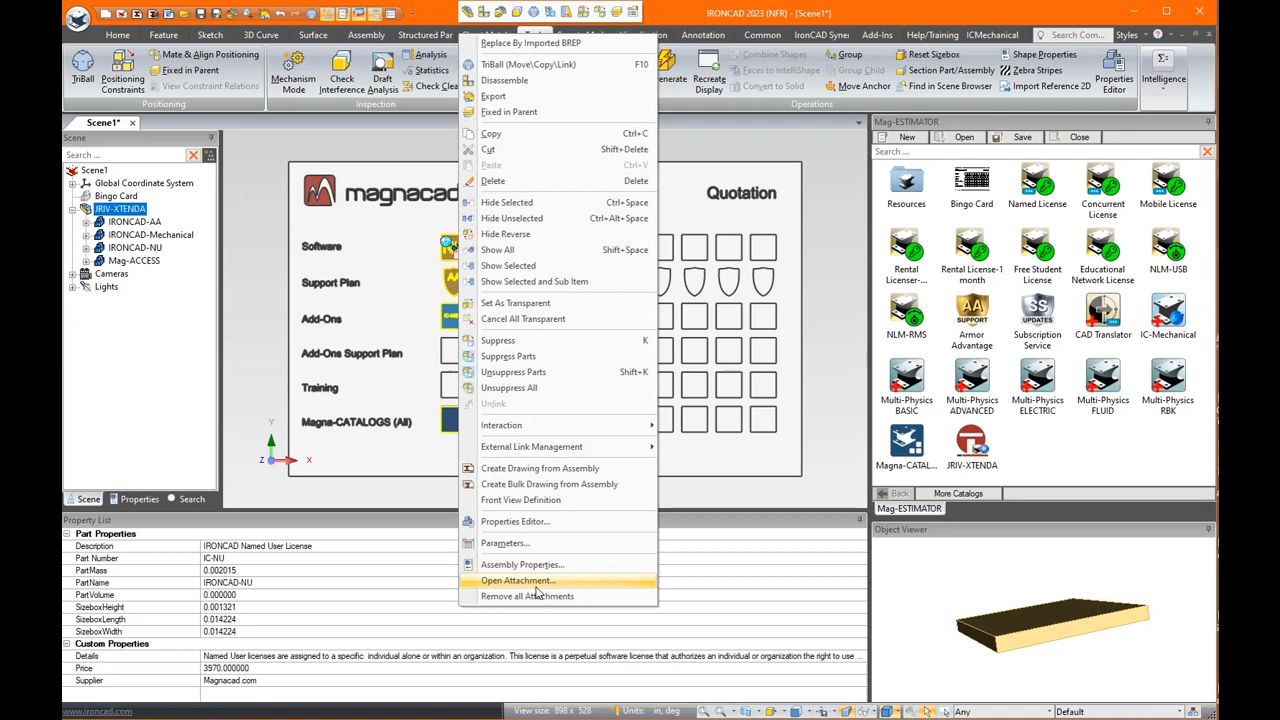 IRONCAD 2023 (NFR) - [Scene1*]
Home Feature Sketch 3D Curve Surface Assembly Structured Par Annotation Common IronCAD Syne Add-Ins Help/Training ICMechanical Search Com... Styles
TriBall
Positioning Constraints
Mate & Align Positioning
Fixed in Parent
View Constraint Relations
Positioning
Mechanism Mode
Check Interference
Draft Analysis
Analysis
Statistics
Check Clea
Inspection
Recreate Display
Combine Shapes
Faces to IntelliShape
Convert to Solid
Group
Group Child
Move Anchor
Reset Sizebox
Section Part/Assembly
Find in Scene Browser
Shape Properties
Zebra Stripes
Import Reference 2D
Properties Editor
Operations
Intelligence
Scene1*
Scene
Search ...
Scene1
Global Coordinate System
Bingo Card
JRIV-XTENDA
IRONCAD-AA
IRONCAD-Mechanical
IRONCAD-NU
Mag-ACCESS
Cameras
Lights
Scene Properties Search
magnacad
Quotation
Software
Support Plan
Add-Ons
Add-Ons Support Plan
Training
Magna-CATALOGS (All)
Y
Z X
Replace By Imported BREP
TriBall (Move/Copy/Link) F10
Disassemble
Export
Fixed in Parent
Copy Ctrl+C
Cut Shift+Delete
Paste Ctrl+V
Delete Delete
Hide Selected Ctrl+Space
Hide Unselected Ctrl+Alt+Space
Hide Reverse
Show All Shift+Space
Show Selected
Show Selected and Sub Item
Set As Transparent
Cancel All Transparent
Suppress K
Suppress Parts
Unsuppress Parts Shift+K
Unsuppress All
Unlink
Interaction
External Link Management
Create Drawing from Assembly
Create Bulk Drawing from Assembly
Front View Definition
Properties Editor...
Parameters...
Assembly Properties...
Open Attachment...
Remove all Attachments
Mag-ESTIMATOR
New Open Save Close
Search ...
Resources
Bingo Card
Named License
Concurrent License
Mobile License
Rental License-...
Rental License-1 month
Free Student License
Educational Network License
NLM-USB
NLM-RMS
Armor Advantage
Subscription Service
CAD Translator
IC-Mechanical
Multi-Physics BASIC
Multi-Physics ADVANCED
Multi-Physics ELECTRIC
Multi-Physics FLUID
Multi-Physics RBK
Magna-CATAL...
JRIV-XTENDA
Back More Catalogs
Mag-ESTIMATOR
Object Viewer
Property List
Part Properties
Description IRONCAD Named User License
Part Number IC-NU
PartMass 0.002015
PartName IRONCAD-NU
PartVolume 0.000000
SizeboxHeight 0.001321
SizeboxLength 0.014224
SizeboxWidth 0.014224
Custom Properties
Details Named User licenses are assigned to a specific individual alone or within an organization. This license is a perpetual software license that authorizes an individual or organization the right to use ...
Price 3970.000000
Supplier Magnacad.com
www.ironcad.com
View size: 898 x 528 Units: in, deg Any Default